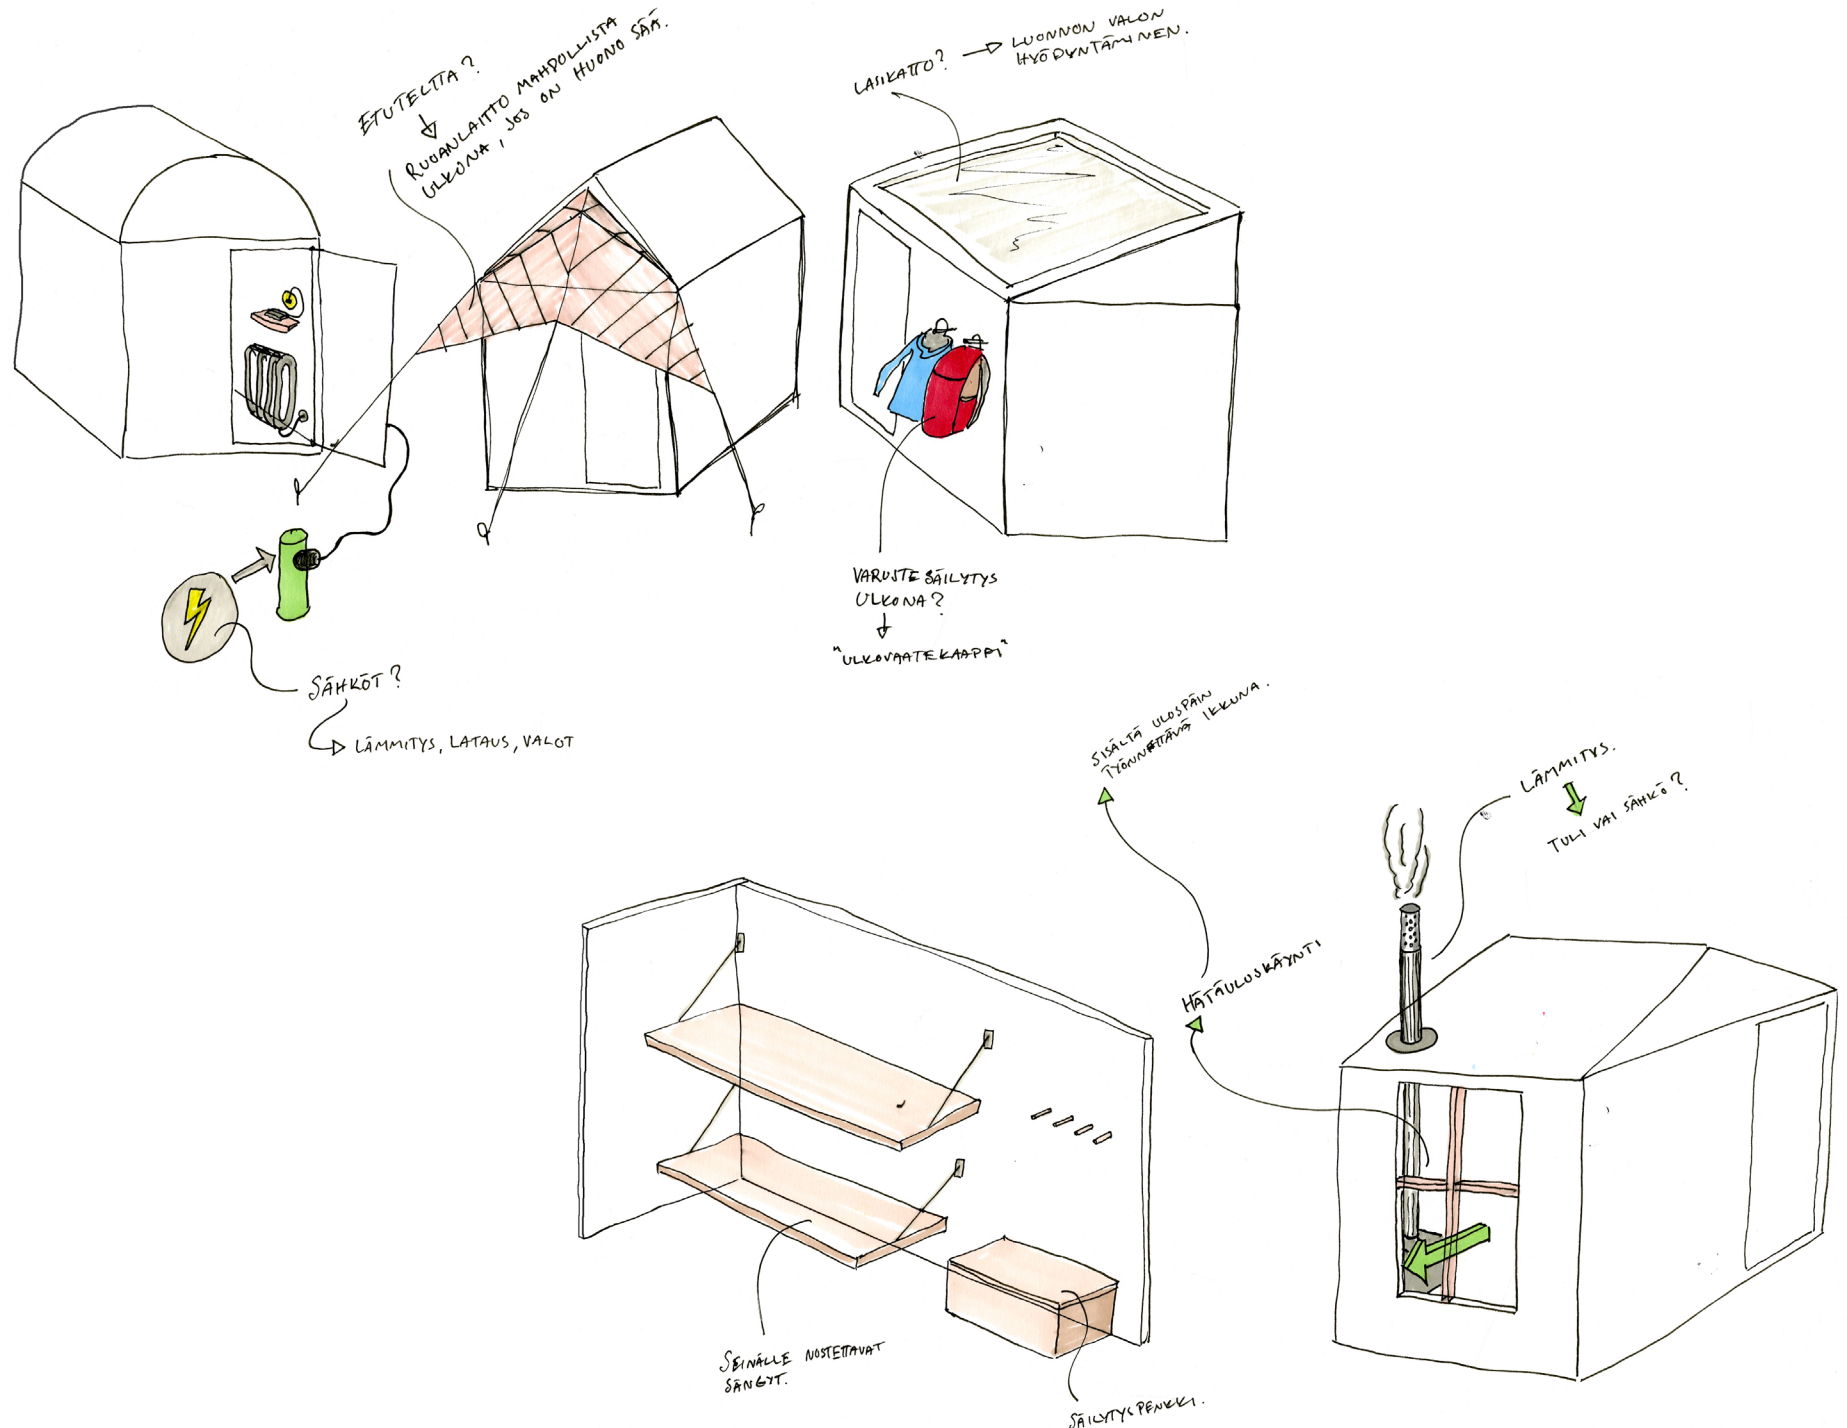 ETUTELTTA?
RUOANLAITTO MAHDOLLISTA
ULKONA, JOS ON HUONO SÄÄ.
LASIKATTO?
LUONNON VALON
HYÖDYNTÄMINEN.
VARUSTE SÄILYTYS
ULKONA?
"ULKOVAATEKAAPPI"
SÄHKÖT?
LÄMMITYS, LATAUS, VALOT
SISÄLTÄ ULOSPÄIN
TYÖNNETTÄVÄ IKKUNA.
LÄMMITYS.
TULI VAI SÄHKÖ?
HÄTÄULOSKÄYNTI
SEINÄLLE NOSTETTAVAT
SÄNGYT.
SÄILYTYSPENKKI.